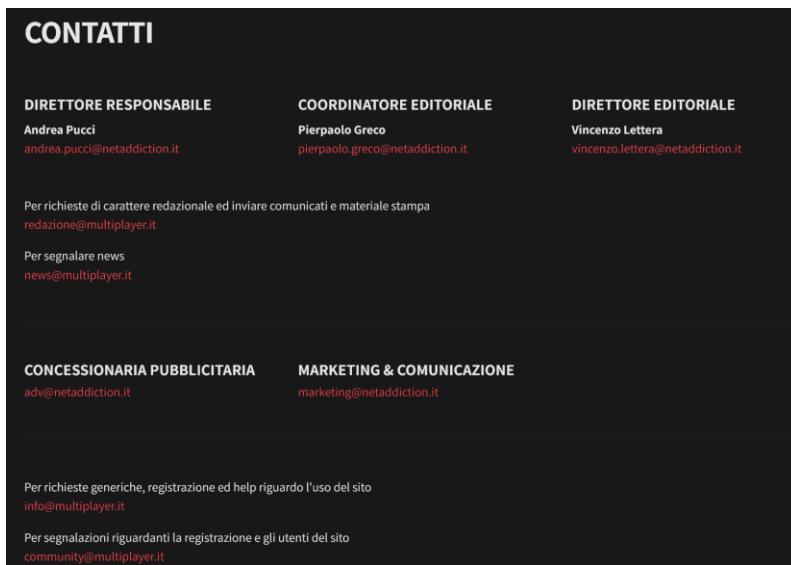 CONTATTI
DIRETTORE RESPONSABILE
Andrea Pucci
andrea.pucci@netaddiction.it
COORDINATORE EDITORIALE
Pierpaolo Greco
pierpaolo.greco@netaddiction.it
DIRETTORE EDITORIALE
Vincenzo Lettera
vincenzo.lettera@netaddiction.it
Per richieste di carattere redazionale ed inviare comunicati e materiale stampa
redazione@multiplayer.it
Per segnalare news
news@multiplayer.it
CONCESSIONARIA PUBBLICITARIA
adv@netaddiction.it
MARKETING & COMUNICAZIONE
marketing@netaddiction.it
Per richieste generiche, registrazione ed help riguardo l'uso del sito
info@multiplayer.it
Per segnalazioni riguardanti la registrazione e gli utenti del sito
community@multiplayer.it